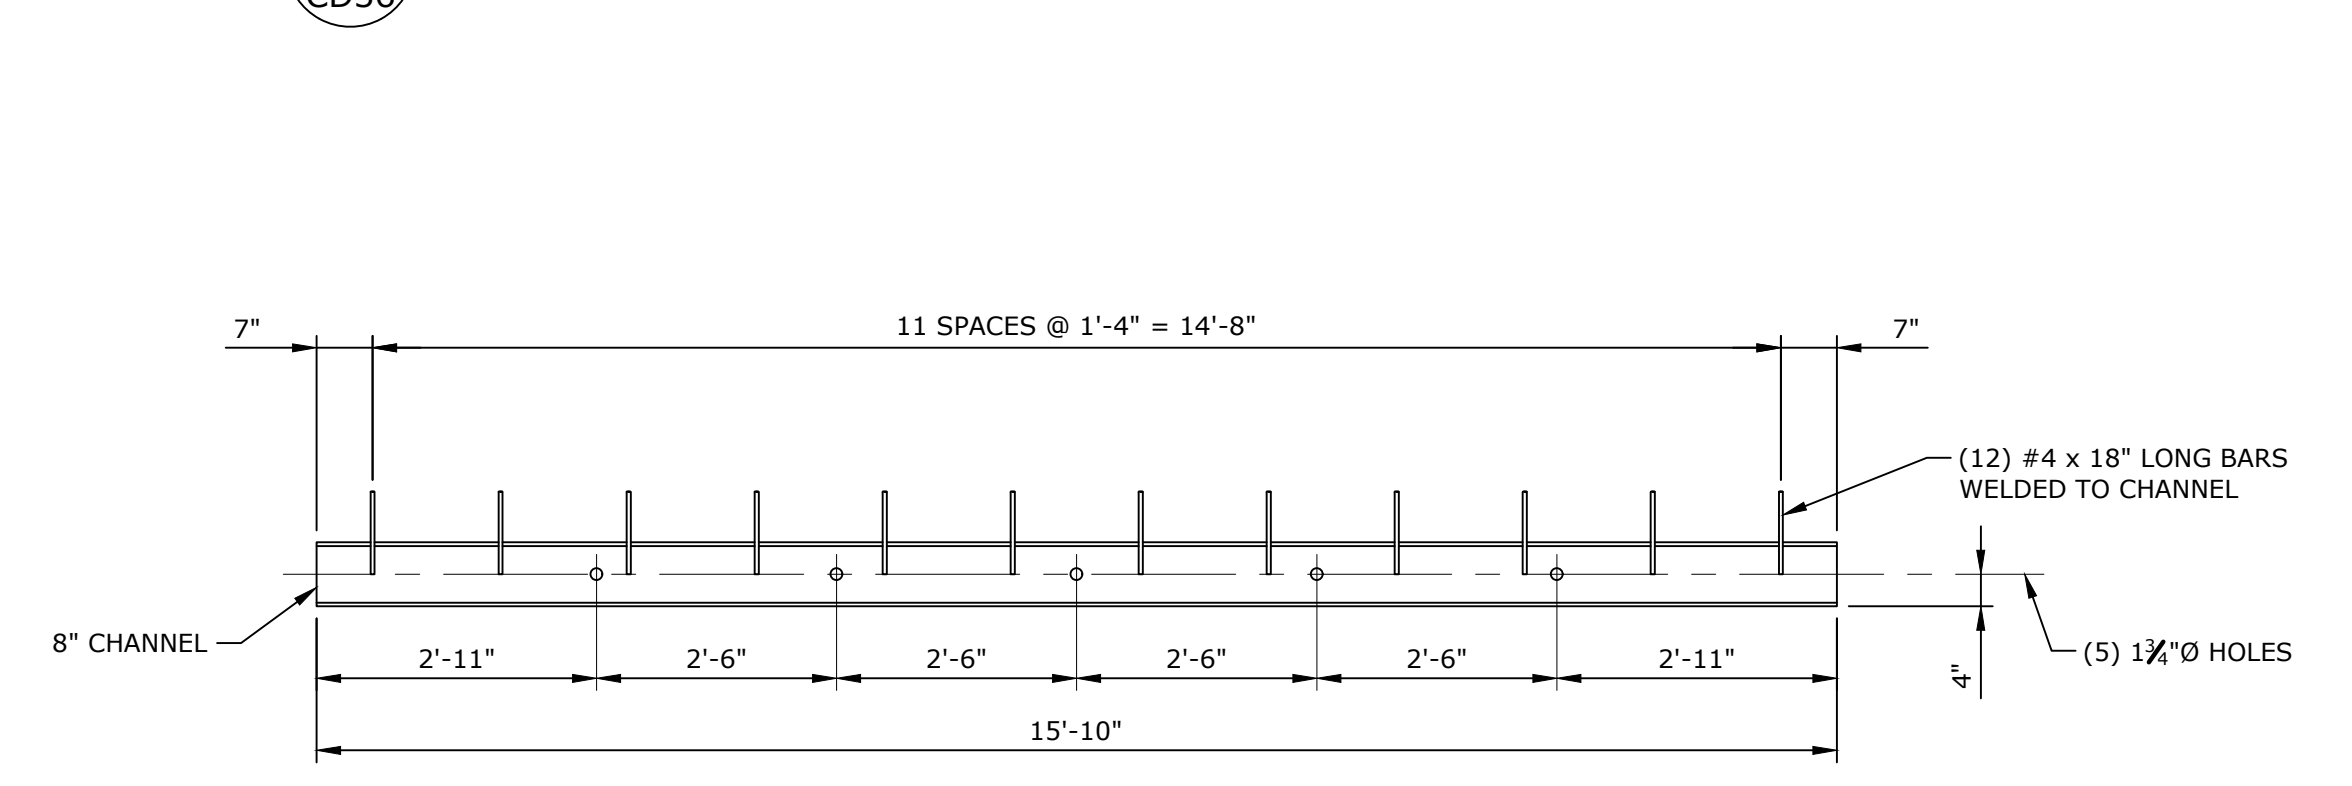 CD36
7"
11 SPACES @ 1'-4" = 14'-8"
7"
(12) #4 x 18" LONG BARS
WELDED TO CHANNEL
8" CHANNEL
2'-11"
2'-6"
2'-6"
2'-6"
2'-6"
2'-11"
4"
(5) 1¾"Ø HOLES
15'-10"